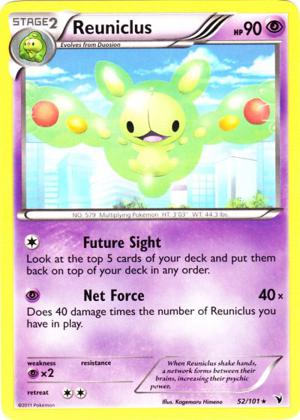 STAGE2
Reuniclus
HP90
Evolves from Duosion
NO. 579 Multiplying Pokémon HT. 3'03" WT. 44.3 lbs.
Future Sight
Look at the top 5 cards of your deck and put them
back on top of your deck in any order.
Net Force 40×
Does 40 damage times the number of Reuniclus
you have in play.
weakness resistance
×2
retreat
When Reuniclus shake hands, a
network forms between their
brains, increasing their psychic
power.
©2011 Pokémon Illus. Kagemaru Himeno 52/101★